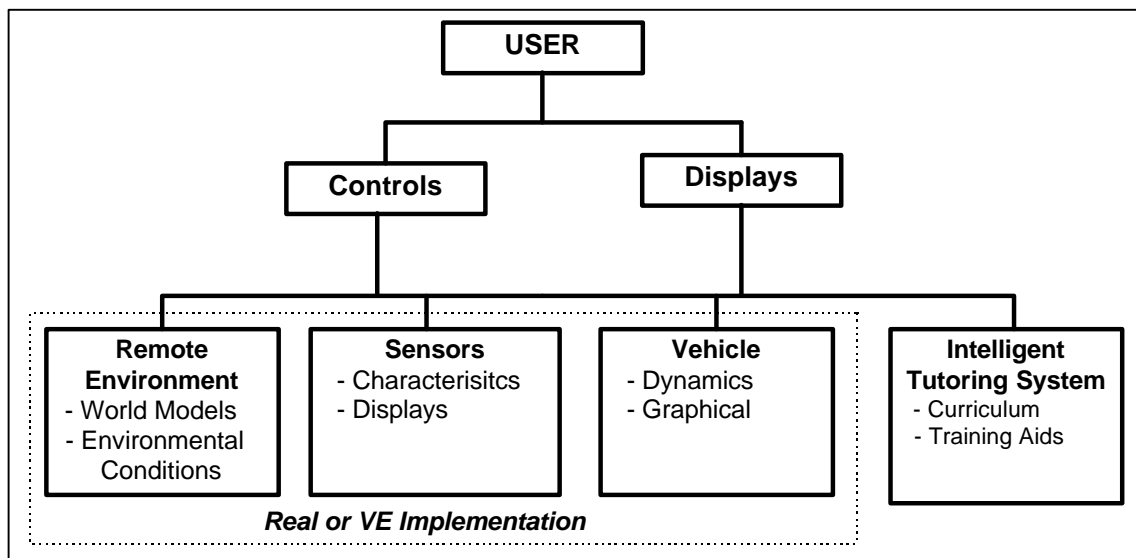 USER
Controls
Displays
Remote
Environment
- World Models
- Environmental
Conditions
Sensors
- Characterisitcs
- Displays
Vehicle
- Dynamics
- Graphical
Intelligent
Tutoring System
- Curriculum
- Training Aids
Real or VE Implementation